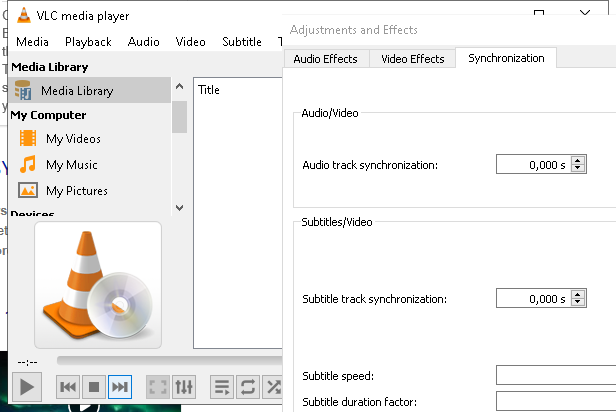 VLC media player
Media Playback Audio Video Subtitle
Media Library
Media Library
My Computer
My Videos
My Music
My Pictures
Devices
Title
--:--
Adjustments and Effects
Audio Effects Video Effects Synchronization
Audio/Video
Audio track synchronization: 0,000 s
Subtitles/Video
Subtitle track synchronization: 0,000 s
Subtitle speed:
Subtitle duration factor: